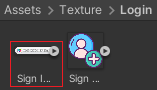 Assets > Texture > Login
Sign I...
Sign ...